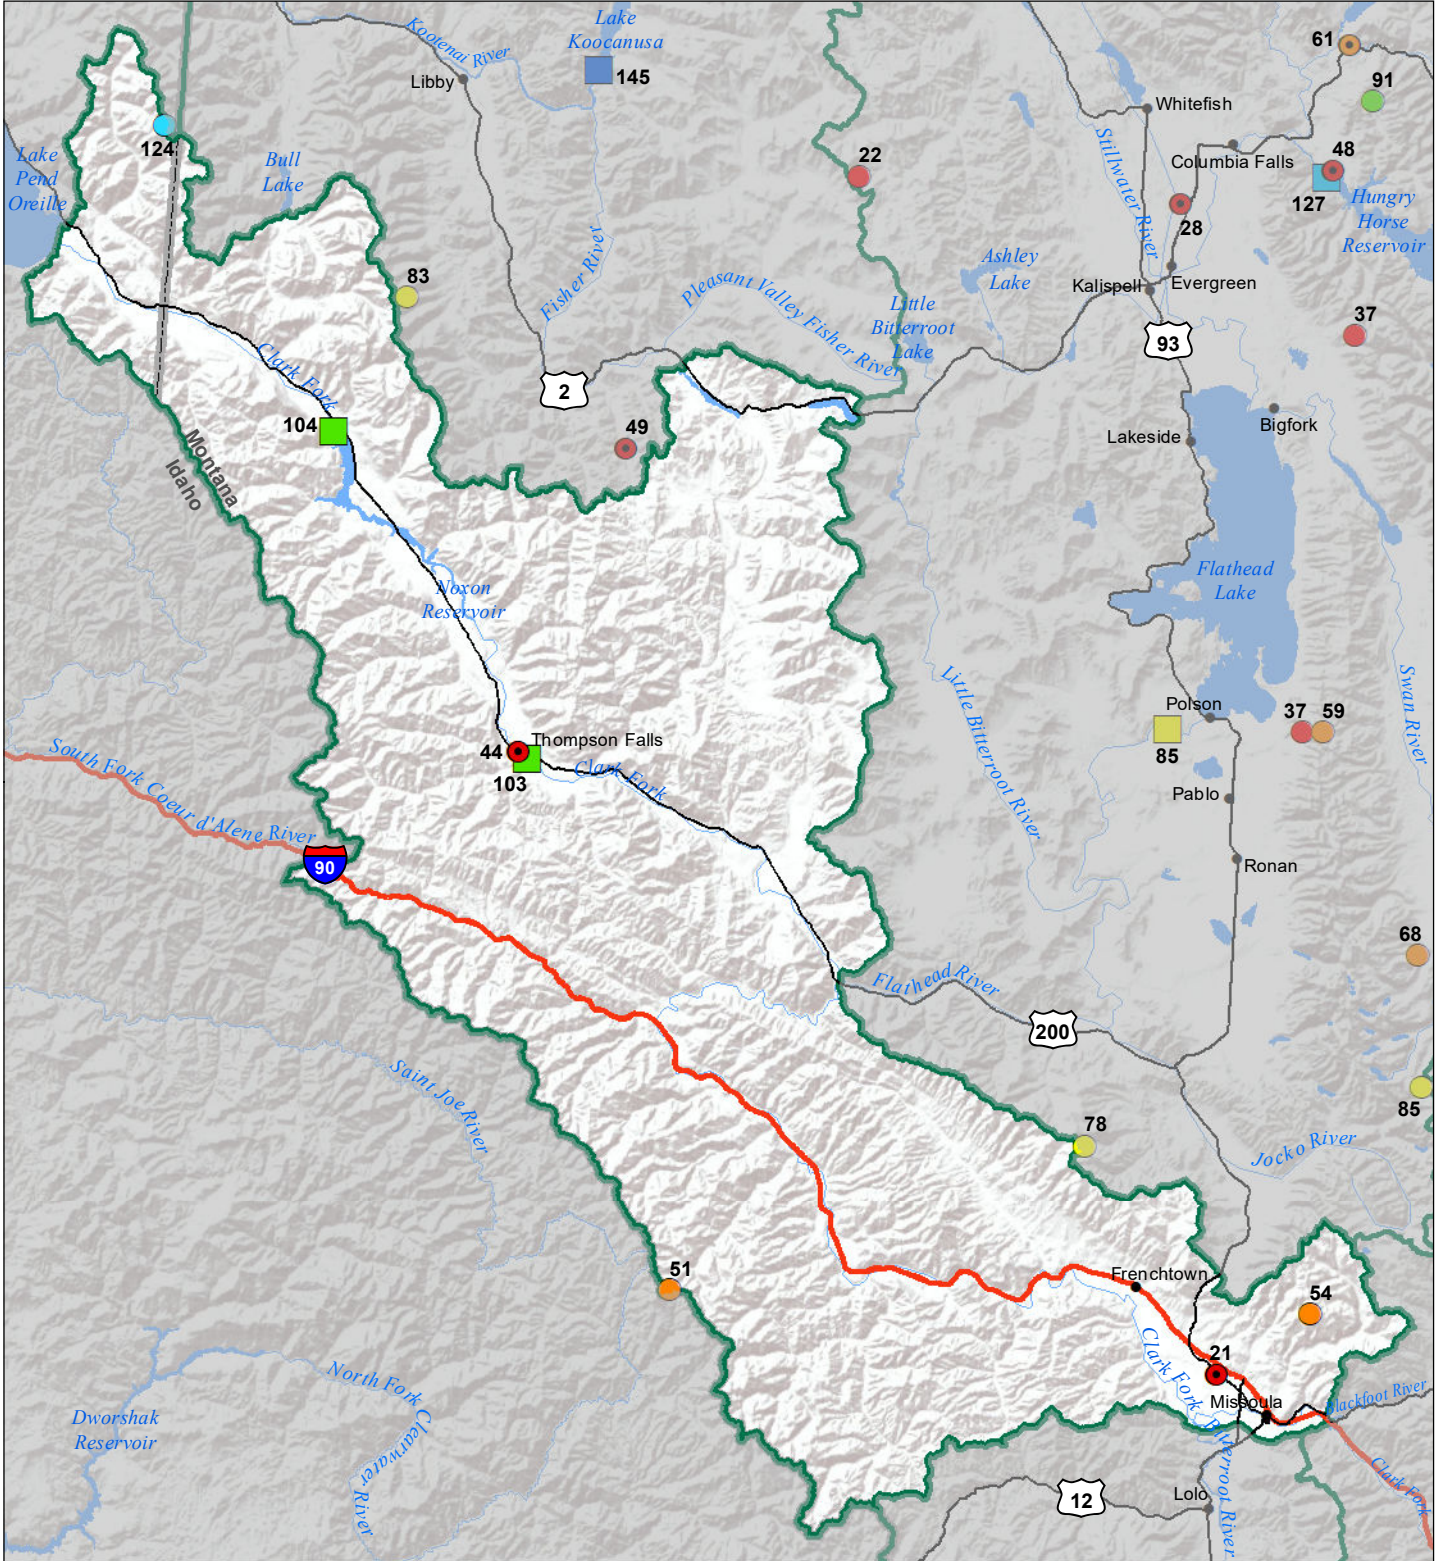 Kootenai River
Lake
Koocanusa
145
Libby
61
91
Whitefish
Stillwater River
Columbia Falls
48
127
Hungry
Horse
Reservoir
22
28
124
Lake
Pend
Oreille
Bull
Lake
83
Fisher River
Pleasant Valley Fisher River
Ashley
Lake
Little
Bitterroot
Lake
Kalispell
Evergreen
93
37
2
Clark Fork
104
Montana
Idaho
49
Lakeside
Bigfork
Noxon
Reservoir
Flathead
Lake
Swan River
Little Bitterroot River
Polson
85
37
59
Pablo
Ronan
44
Thompson Falls
103
Clark Fork
South Fork Coeur d'Alene River
90
68
Flathead River
200
Saint Joe River
78
85
Jocko River
51
Frenchtown
54
21
Missoula
Clark Fork
Bitterroot River
Blackfoot River
Clark Fork
North Fork Clearwater River
Dworshak
Reservoir
12
Lolo